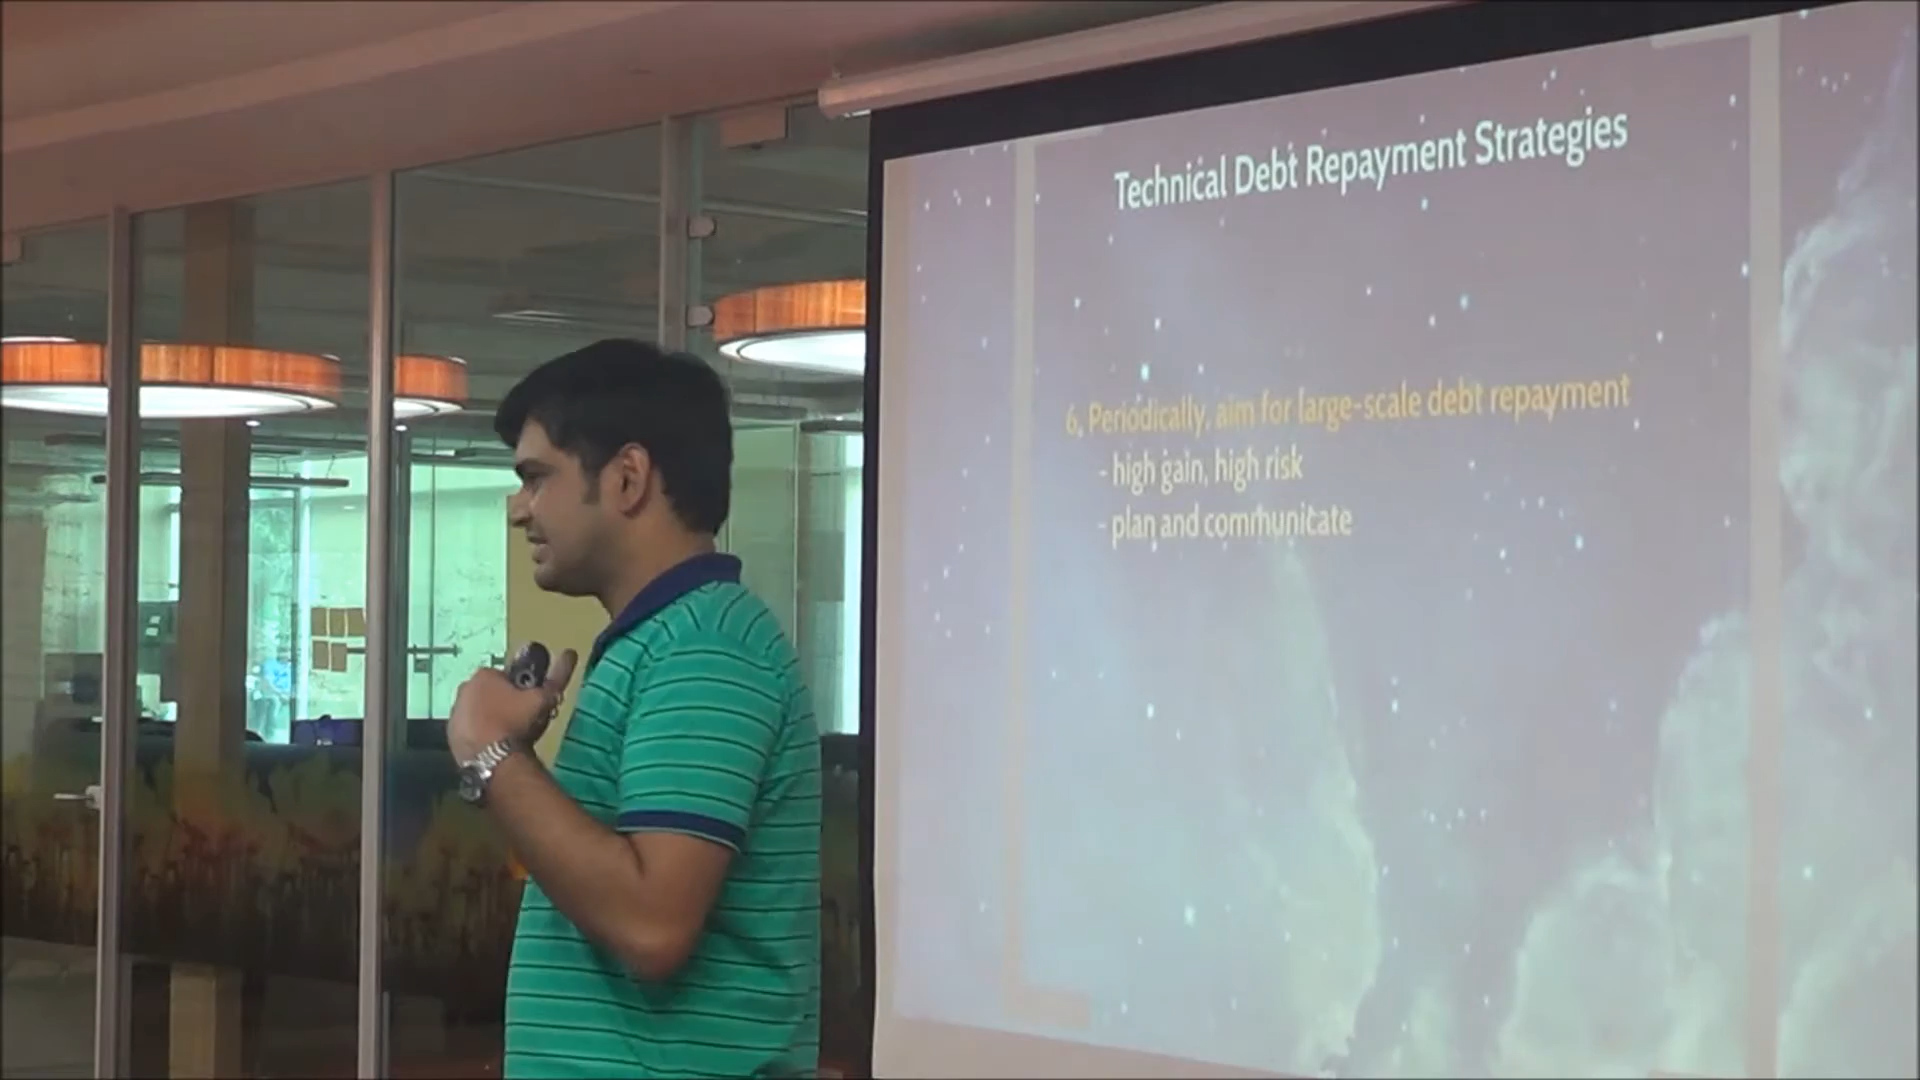 Technical Debt Repayment Strategies
6. Periodically, aim for large-scale debt repayment
- high gain, high risk
- plan and communicate